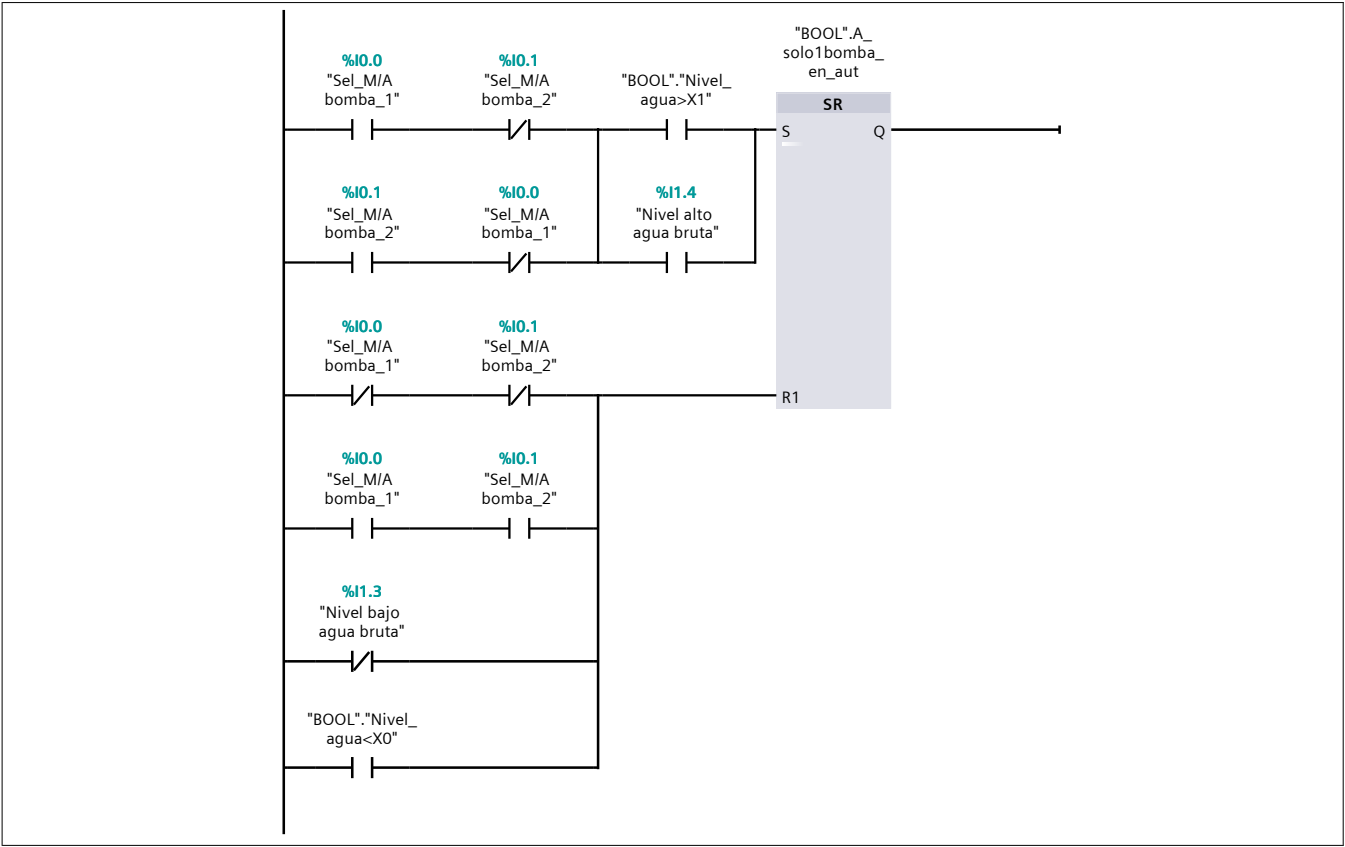 "BOOL".A_
solo1bomba_
en_aut
%I0.0
"Sel_M/A
bomba_1"
%I0.1
"Sel_M/A
bomba_2"
"BOOL"."Nivel_
agua>X1"
SR
S
Q
%I0.1
"Sel_M/A
bomba_2"
%I0.0
"Sel_M/A
bomba_1"
%I1.4
"Nivel alto
agua bruta"
%I0.0
"Sel_M/A
bomba_1"
%I0.1
"Sel_M/A
bomba_2"
R1
%I0.0
"Sel_M/A
bomba_1"
%I0.1
"Sel_M/A
bomba_2"
%I1.3
"Nivel bajo
agua bruta"
"BOOL"."Nivel_
agua<X0"